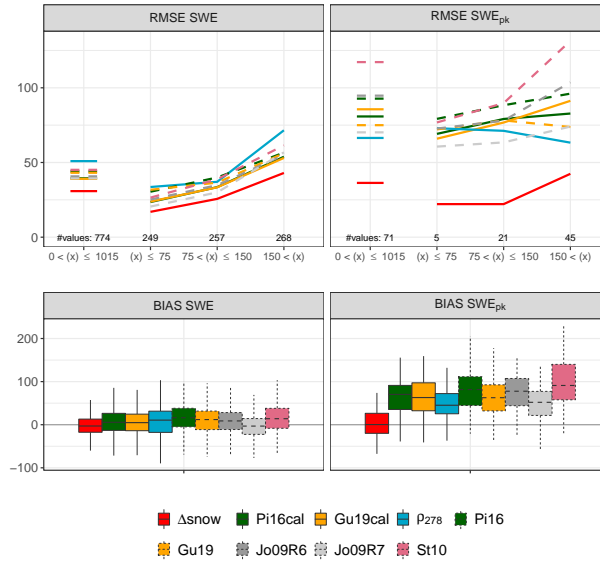 RMSE SWE
RMSE SWEpk
100
50
0
#values: 774 249 257 268
#values: 71 5 21 45
0 < (x) ≤ 1015 (x) ≤ 75 75 < (x) ≤ 150 150 < (x)
0 < (x) ≤ 1015 (x) ≤ 75 75 < (x) ≤ 150 150 < (x)
BIAS SWE
BIAS SWEpk
200
100
0
−100
Δsnow Pi16cal Gu19cal ρ278 Pi16
Gu19 Jo09R6 Jo09R7 St10